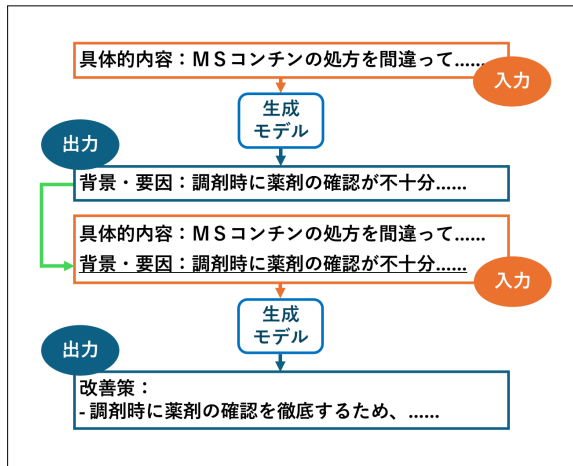 具体的内容：ＭＳコンチンの処方を間違って……
入力
生成
モデル
出力
背景・要因：調剤時に薬剤の確認が不十分……
具体的内容：ＭＳコンチンの処方を間違って……
背景・要因：調剤時に薬剤の確認が不十分……
入力
生成
モデル
出力
改善策：
- 調剤時に薬剤の確認を徹底するため、……